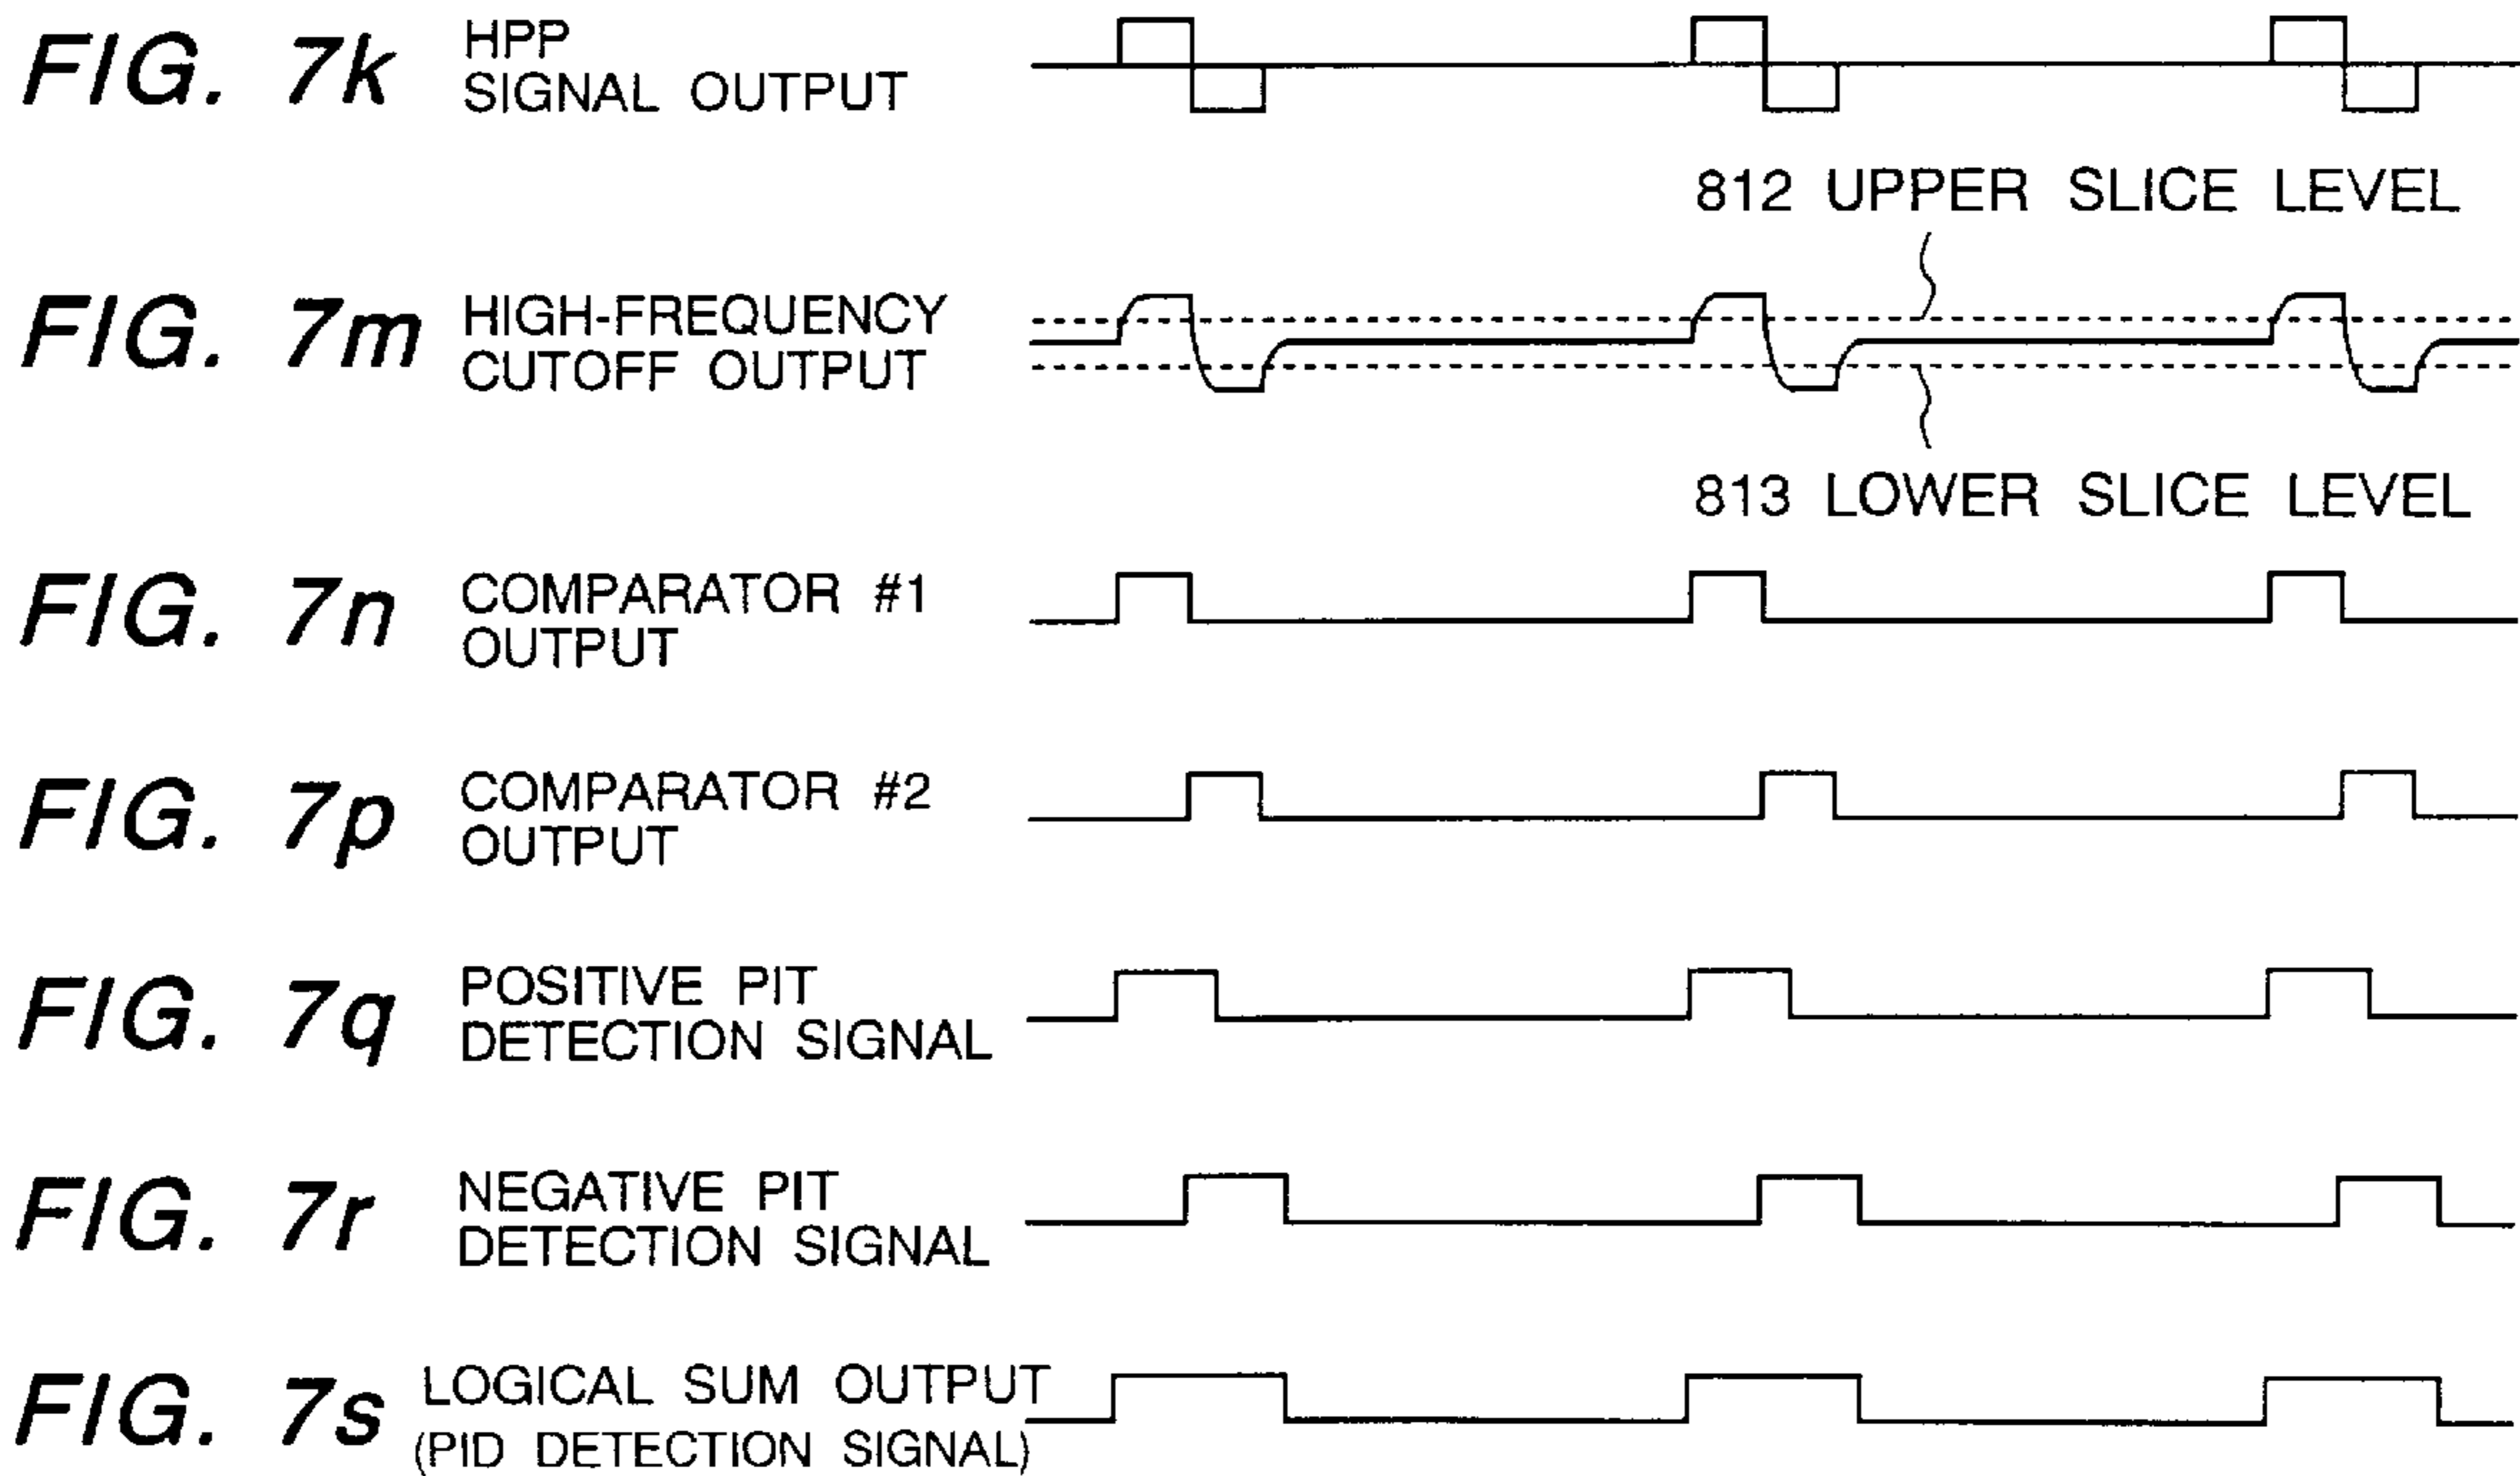 FIG. 7k HPP
SIGNAL OUTPUT
812 UPPER SLICE LEVEL
FIG. 7m HIGH-FREQUENCY
CUTOFF OUTPUT
813 LOWER SLICE LEVEL
FIG. 7n COMPARATOR #1
OUTPUT
FIG. 7p COMPARATOR #2
OUTPUT
FIG. 7q POSITIVE PIT
DETECTION SIGNAL
FIG. 7r NEGATIVE PIT
DETECTION SIGNAL
FIG. 7s LOGICAL SUM OUTPUT
(PID DETECTION SIGNAL)